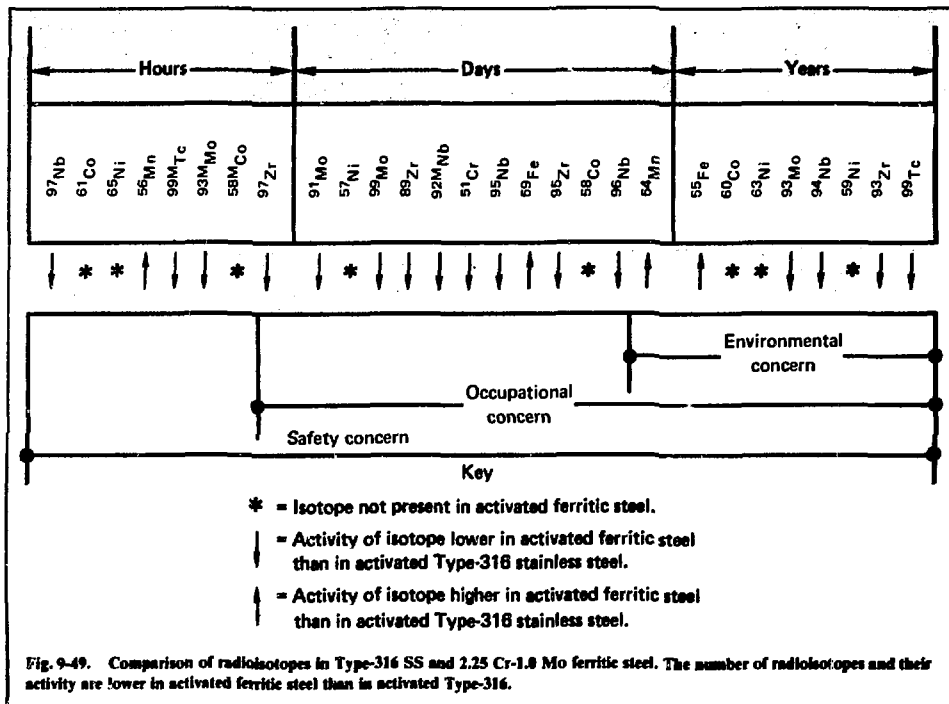 Hours Days Years
97Nb 61Co 65Ni 56Mn 99MTc 93MMo 58MCo 97Zr 91Mo 57Ni 99Mo 89Zr 92MNb 51Cr 95Nb 59Fe 95Zr 58Co 96Nb 54Mn 55Fe 60Co 63Ni 93Mo 94Nb 59Ni 93Zr 99Tc
* * * * * * * *
Environmental
concern
Occupational
concern
Safety concern
Key
* = Isotope not present in activated ferritic steel.
↓ = Activity of isotope lower in activated ferritic steel
than in activated Type-316 stainless steel.
↑ = Activity of isotope higher in activated ferritic steel
than in activated Type-316 stainless steel.
Fig. 9-49. Comparison of radioisotopes in Type-316 SS and 2.25 Cr-1.0 Mo ferritic steel. The number of radioisotopes and their
activity are lower in activated ferritic steel than in activated Type-316.